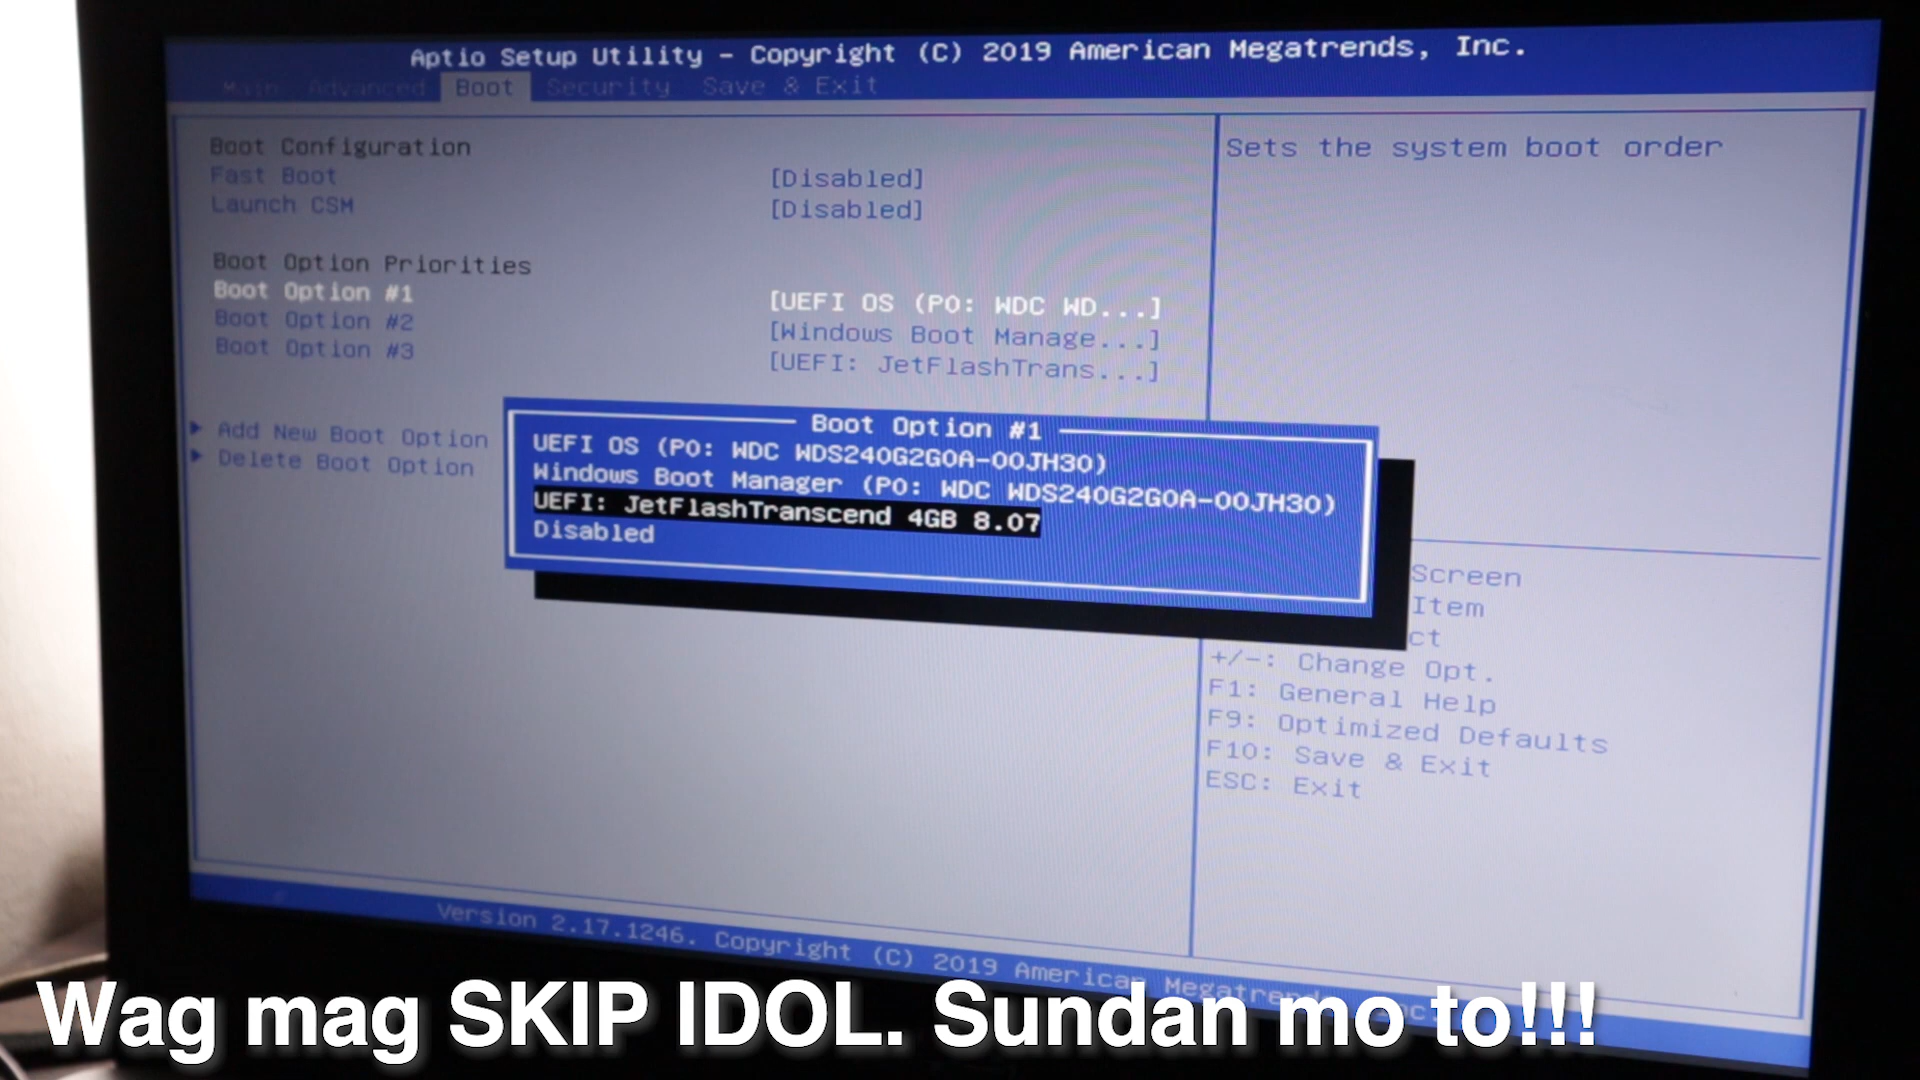 Aptio Setup Utility – Copyright (C) 2019 American Megatrends, Inc.
Main Advanced Boot Security Save & Exit
Boot Configuration
Fast Boot [Disabled]
Launch CSM [Disabled]
Boot Option Priorities
Boot Option #1 [UEFI OS (P0: WDC WD...]
Boot Option #2 [Windows Boot Manage...]
Boot Option #3 [UEFI: JetFlashTrans...]
Add New Boot Option
Delete Boot Option
Sets the system boot order
Boot Option #1
UEFI OS (P0: WDC WDS240G2G0A-00JH30)
Windows Boot Manager (P0: WDC WDS240G2G0A-00JH30)
UEFI: JetFlashTranscend 4GB 8.07
Disabled
Screen
Item
ct
+/-: Change Opt.
F1: General Help
F9: Optimized Defaults
F10: Save & Exit
ESC: Exit
Version 2.17.1246. Copyright (C) 2019 American Megatrends
Wag mag SKIP IDOL. Sundan mo to!!!